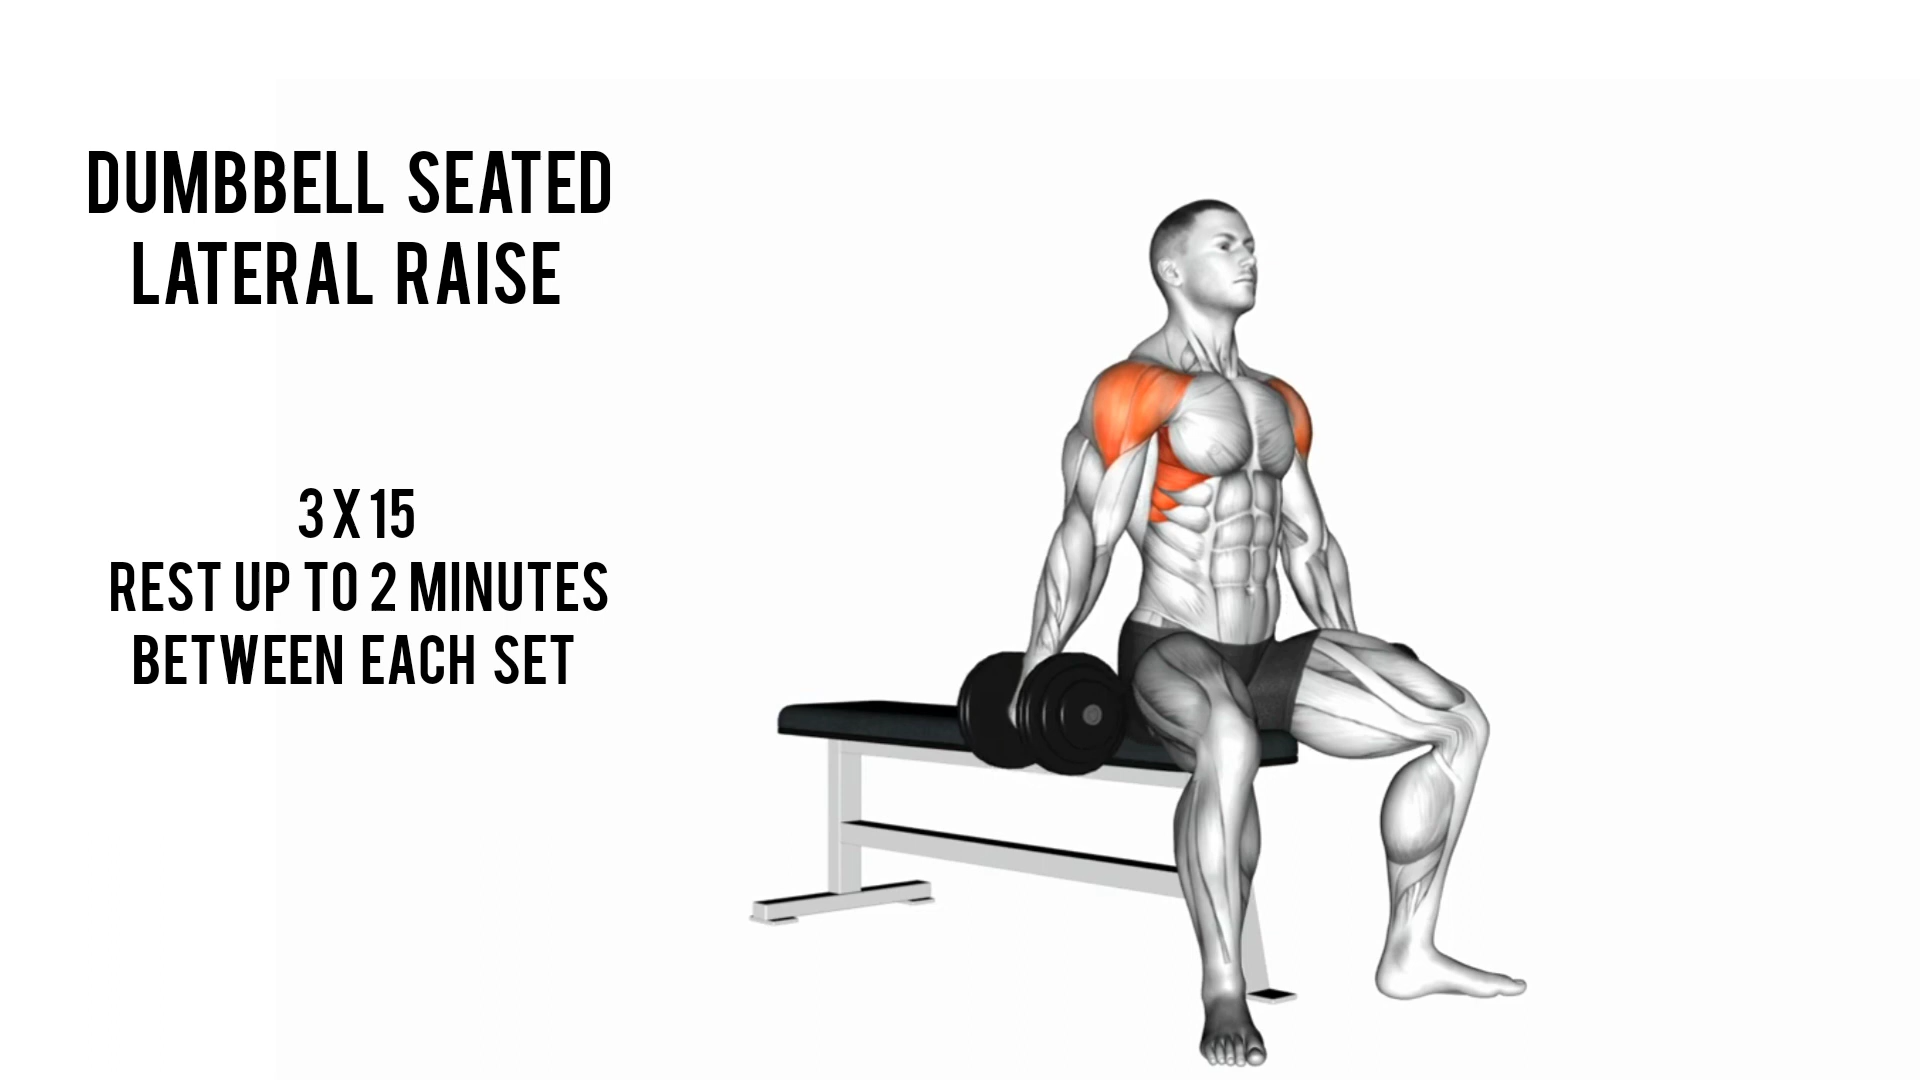 DUMBBELL SEATED
LATERAL RAISE
3 X 15
REST UP TO 2 MINUTES
BETWEEN EACH SET